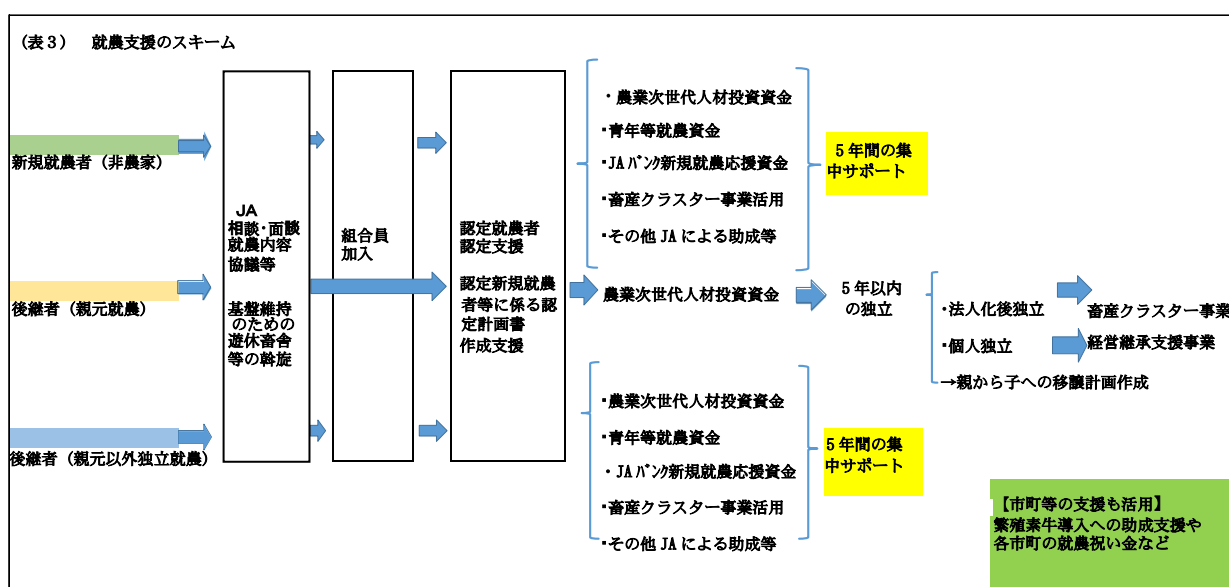 (表3)　就農支援のスキーム
新規就農者(非農家)
後継者(親元就農)
後継者(親元以外独立就農)
JA
相談・面談
就農内容
協議等
基盤維持
のための
遊休畜舎
等の斡旋
組合員
加入
認定就農者
認定支援
認定新規就農
者等に係る認
定計画書
作成支援
・農業次世代人材投資資金
・青年等就農資金
・JAバンク新規就農応援資金
・畜産クラスター事業活用
・その他JAによる助成等
5年間の集
中サポート
農業次世代人材投資資金
5年以内
の独立
・法人化後独立
畜産クラスター事業
・個人独立
経営継承支援事業
→親から子への移譲計画作成
・農業次世代人材投資資金
・青年等就農資金
・JAバンク新規就農応援資金
・畜産クラスター事業活用
・その他JAによる助成等
5年間の集
中サポート
【市町等の支援も活用】
繁殖素牛導入への助成支援や
各市町の就農祝い金など